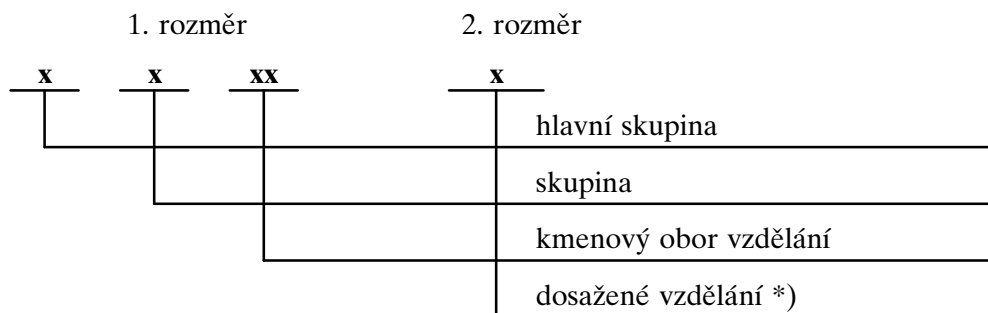 1. rozměr 2. rozměr
x x xx x
hlavní skupina
skupina
kmenový obor vzdělání
dosažené vzdělání *)